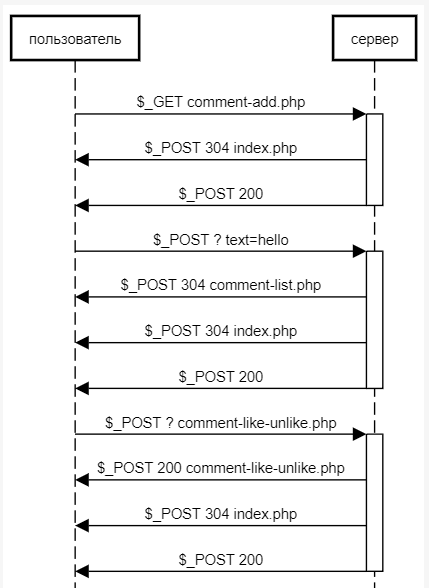 пользователь
сервер
$_GET comment-add.php
$_POST 304 index.php
$_POST 200
$_POST ? text=hello
$_POST 304 comment-list.php
$_POST 304 index.php
$_POST 200
$_POST ? comment-like-unlike.php
$_POST 200 comment-like-unlike.php
$_POST 304 index.php
$_POST 200